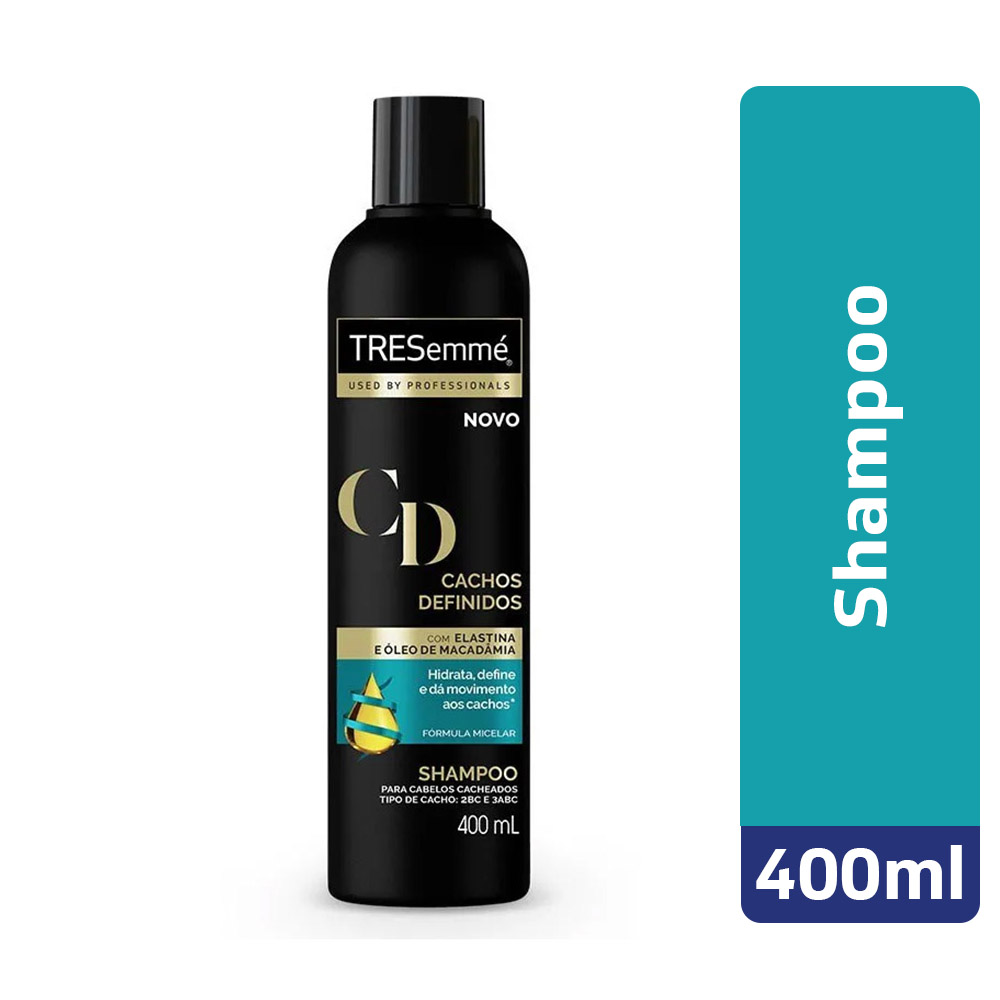 TRESemmé®
USED BY PROFESSIONALS
NOVO
CD
CACHOS
DEFINIDOS
COM ELASTINA
E ÓLEO DE MACADÂMIA
Hidrata, define
e dá movimento
aos cachos*
FÓRMULA MICELAR
SHAMPOO
PARA CABELOS CACHEADOS
TIPO DE CACHO: 2BC E 3ABC
400 mL
Shampoo
400ml